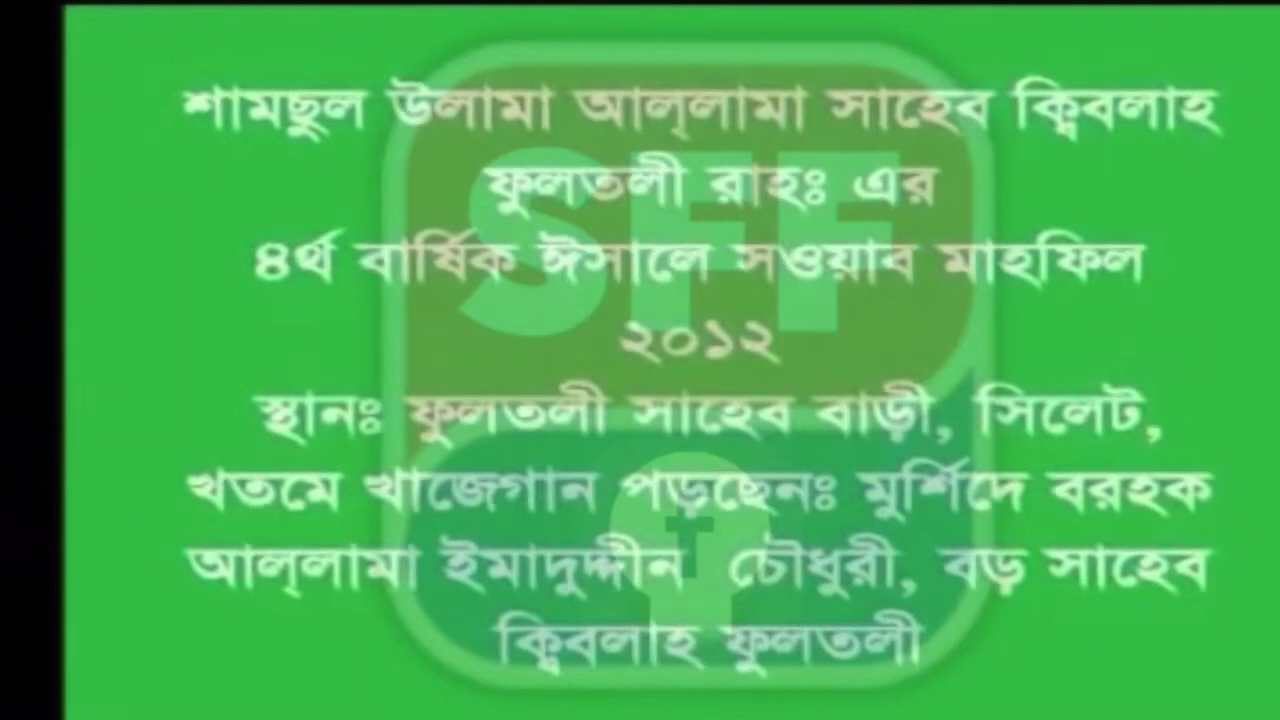 শামছুল উলামা আল্লামা সাহেব ক্বিবলাহ
ফুলতলী রাহঃ এর
৪র্থ বার্ষিক ঈসালে সওয়াব মাহফিল
২০১২
স্থানঃ ফুলতলী সাহেব বাড়ী, সিলেট,
খতমে খাজেগান পড়ছেনঃ মুর্শিদে বরহক
আল্লামা ইমাদুদ্দীন চৌধুরী, বড় সাহেব
ক্বিবলাহ ফুলতলী
SFF